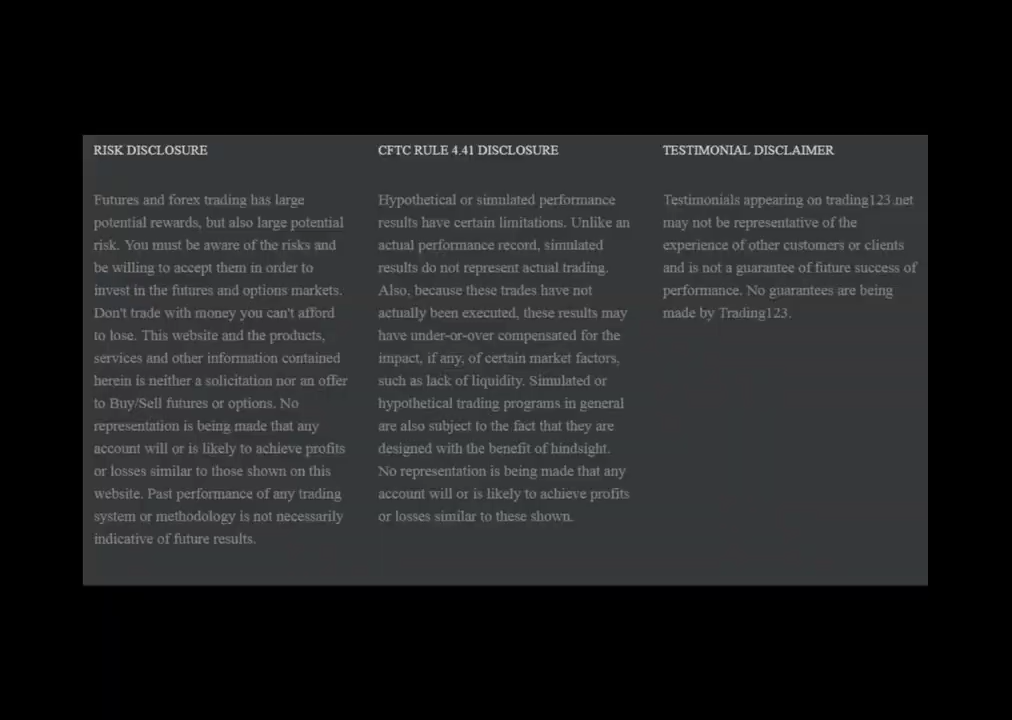 RISK DISCLOSURE
Futures and forex trading has large
potential rewards, but also large potential
risk. You must be aware of the risks and
be willing to accept them in order to
invest in the futures and options markets.
Don't trade with money you can't afford
to lose. This website and the products,
services and other information contained
herein is neither a solicitation nor an offer
to Buy/Sell futures or options. No
representation is being made that any
account will or is likely to achieve profits
or losses similar to those shown on this
website. Past performance of any trading
system or methodology is not necessarily
indicative of future results.
CFTC RULE 4.41 DISCLOSURE
Hypothetical or simulated performance
results have certain limitations. Unlike an
actual performance record, simulated
results do not represent actual trading.
Also, because these trades have not
actually been executed, these results may
have under-or-over compensated for the
impact, if any, of certain market factors,
such as lack of liquidity. Simulated or
hypothetical trading programs in general
are also subject to the fact that they are
designed with the benefit of hindsight.
No representation is being made that any
account will or is likely to achieve profits
or losses similar to these shown.
TESTIMONIAL DISCLAIMER
Testimonials appearing on trading123.net
may not be representative of the
experience of other customers or clients
and is not a guarantee of future success of
performance. No guarantees are being
made by Trading123.